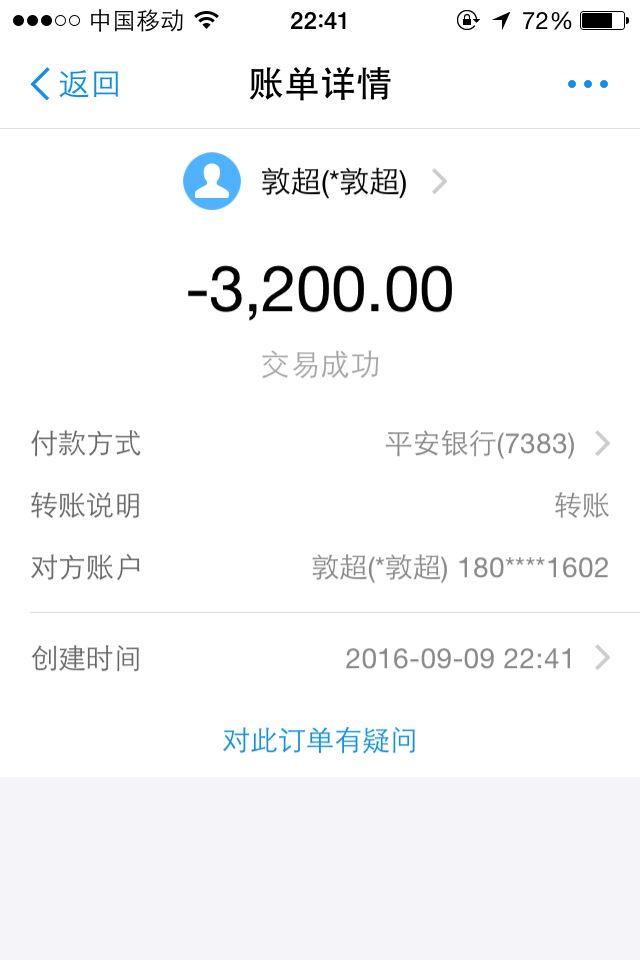 中国移动 22:41 72%
返回 账单详情
敦超(*敦超)
-3,200.00
交易成功
付款方式 平安银行(7383)
转账说明 转账
对方账户 敦超(*敦超) 180****1602
创建时间 2016-09-09 22:41
对此订单有疑问